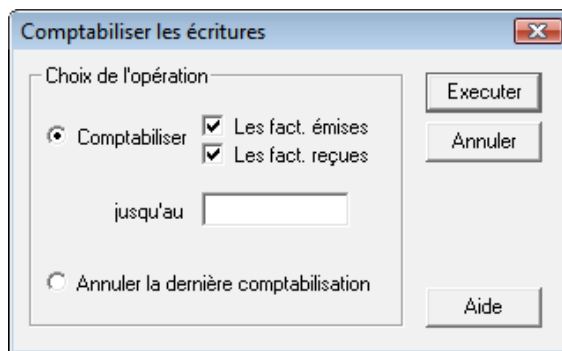 Comptabiliser les écritures
Choix de l'opération
Executer
Comptabiliser
Les fact. émises
Les fact. reçues
Annuler
jusqu'au
Annuler la dernière comptabilisation
Aide